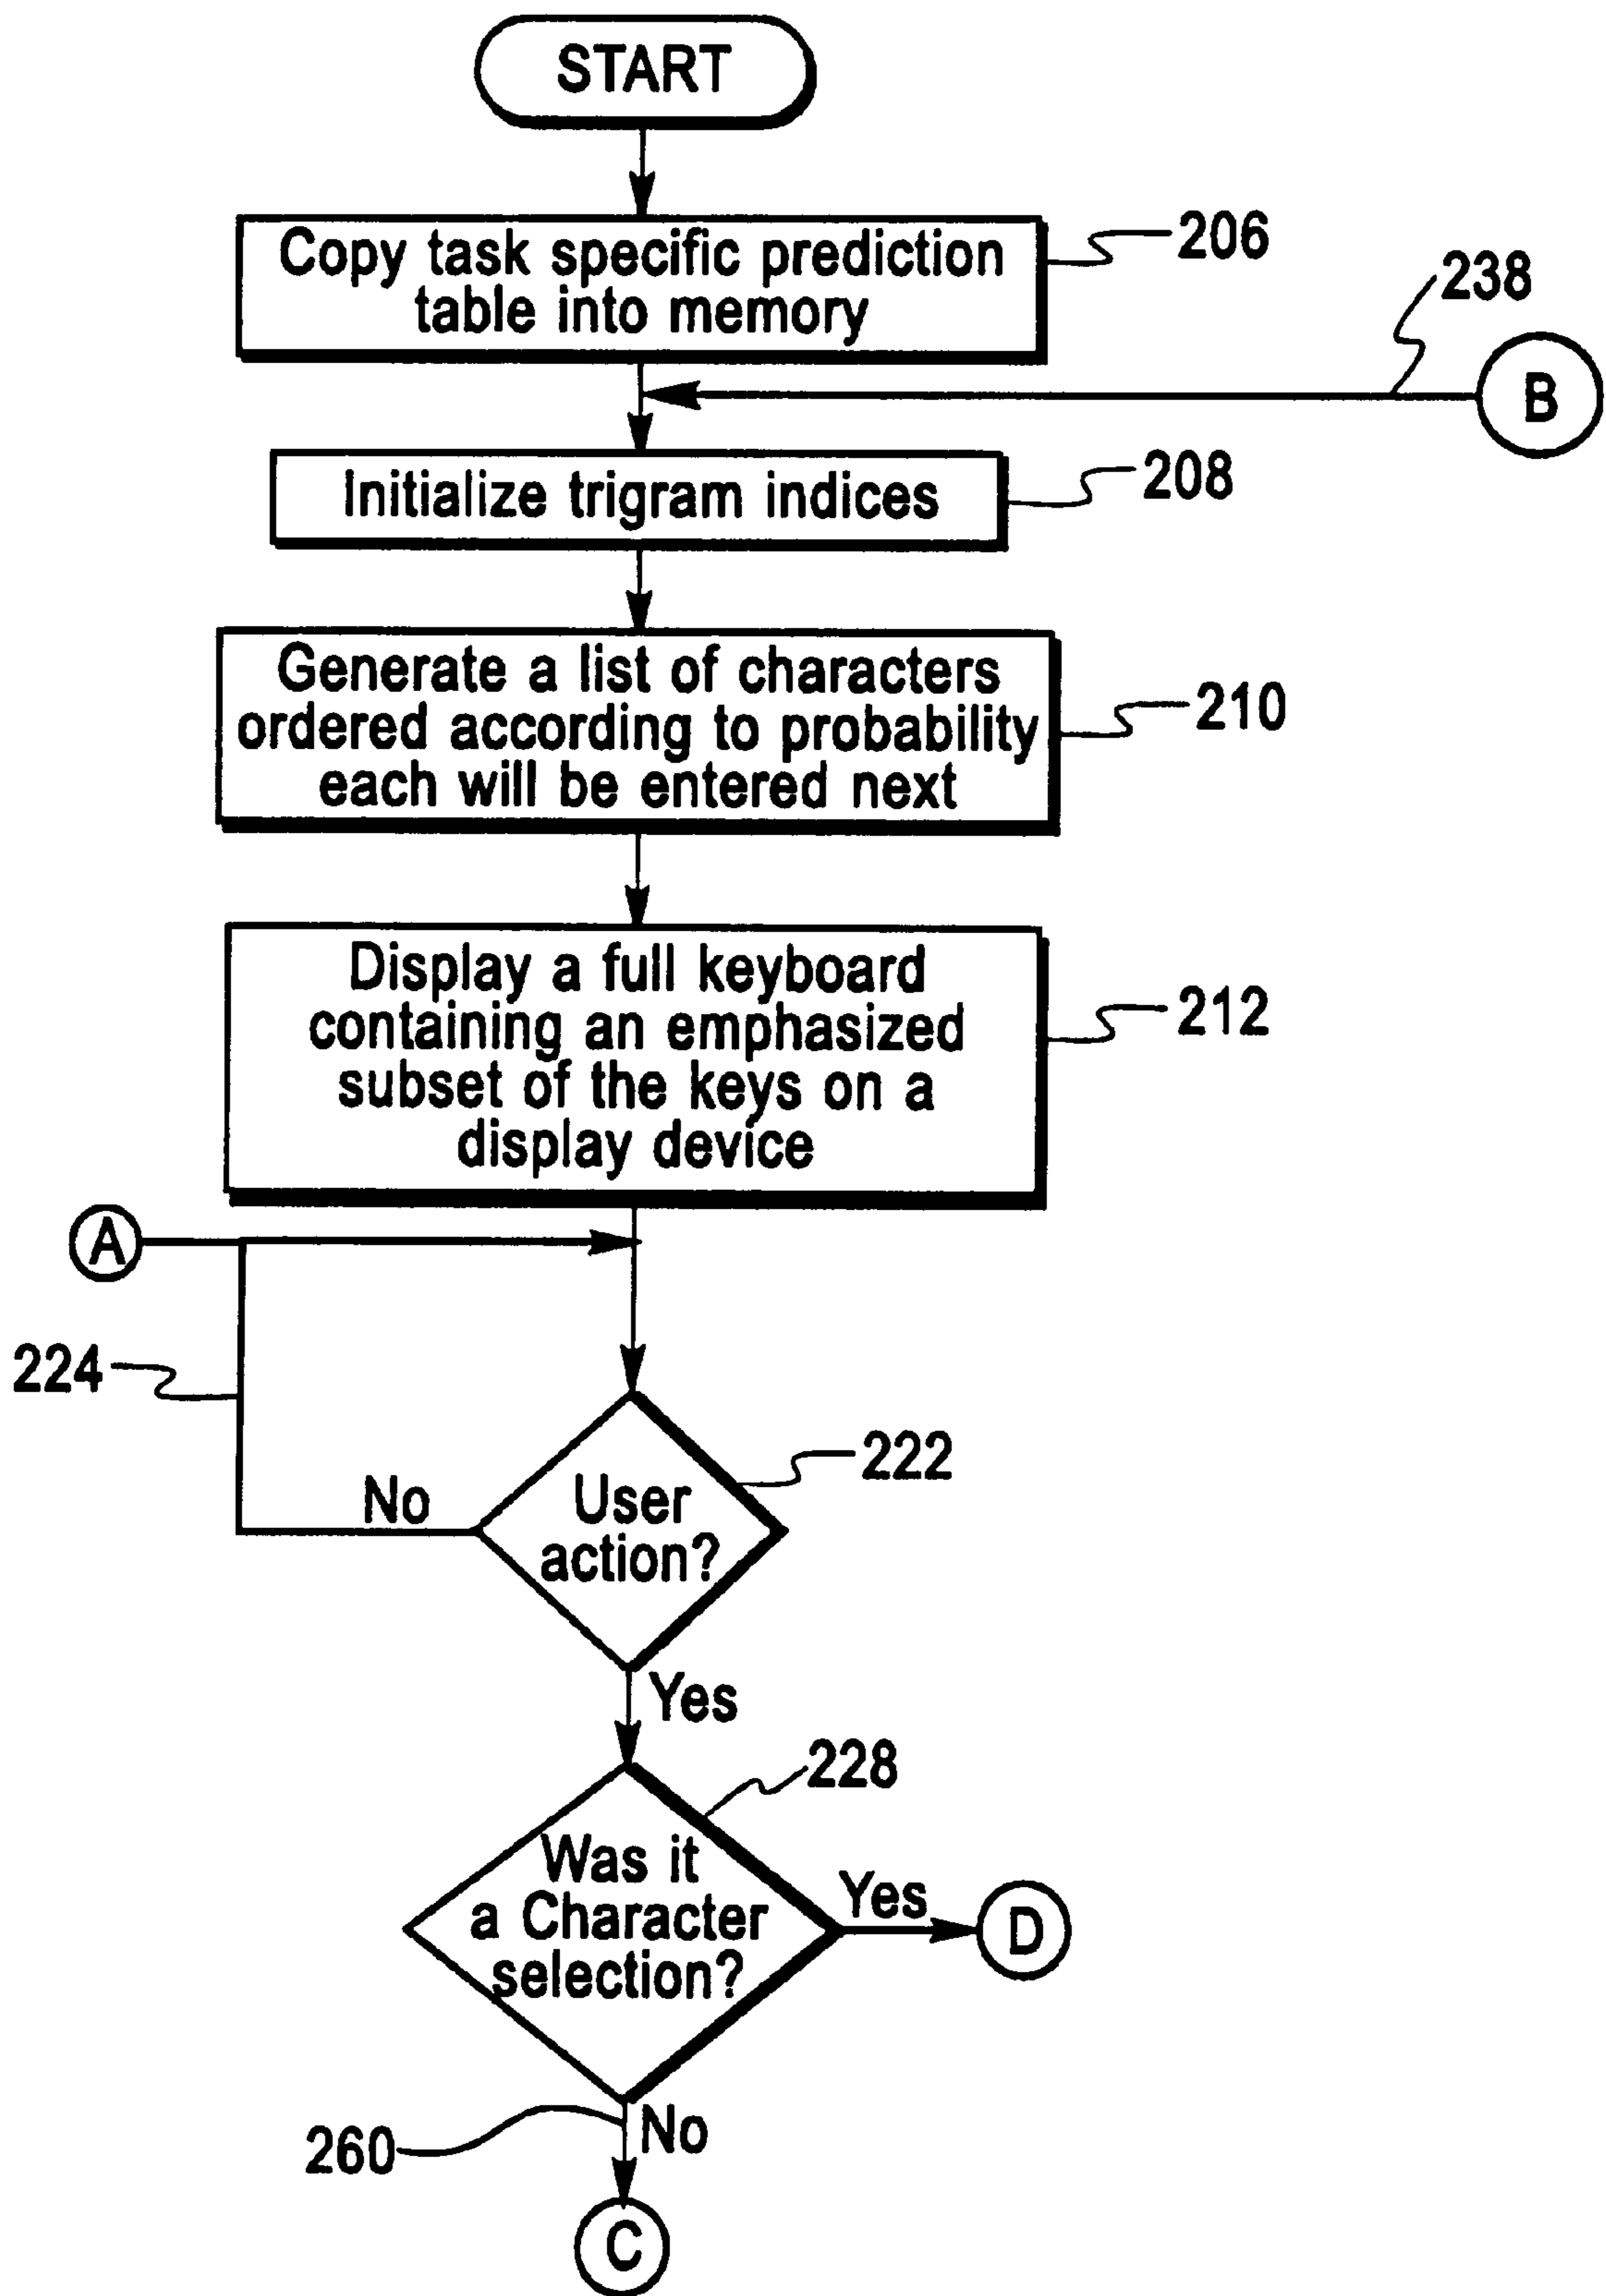 START
Copy task specific prediction
table into memory
206
238
B
Initialize trigram indices
208
Generate a list of characters
ordered according to probability
each will be entered next
210
Display a full keyboard
containing an emphasized
subset of the keys on a
display device
212
A
224
User
action?
222
No
Yes
Was it
a Character
selection?
228
Yes
D
260
No
C